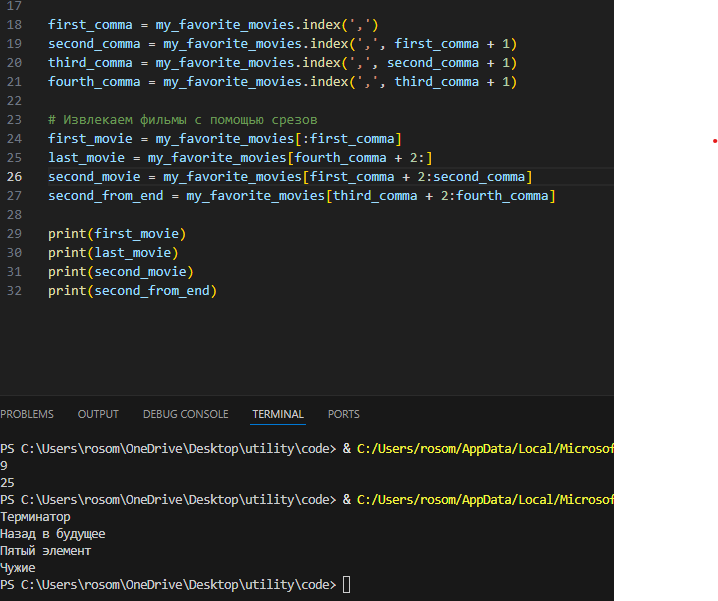 17
18 first_comma = my_favorite_movies.index(',')
19 second_comma = my_favorite_movies.index(',', first_comma + 1)
20 third_comma = my_favorite_movies.index(',', second_comma + 1)
21 fourth_comma = my_favorite_movies.index(',', third_comma + 1)
22
23 # Извлекаем фильмы с помощью срезов
24 first_movie = my_favorite_movies[:first_comma]
25 last_movie = my_favorite_movies[fourth_comma + 2:]
26 second_movie = my_favorite_movies[first_comma + 2:second_comma]
27 second_from_end = my_favorite_movies[third_comma + 2:fourth_comma]
28
29 print(first_movie)
30 print(last_movie)
31 print(second_movie)
32 print(second_from_end)
PROBLEMS OUTPUT DEBUG CONSOLE TERMINAL PORTS
PS C:\Users\rosom\OneDrive\Desktop\utility\code> & C:/Users/rosom/AppData/Local/Microsof
9
25
PS C:\Users\rosom\OneDrive\Desktop\utility\code> & C:/Users/rosom/AppData/Local/Microsof
Терминатор
Назад в будущее
Пятый элемент
Чужие
PS C:\Users\rosom\OneDrive\Desktop\utility\code>